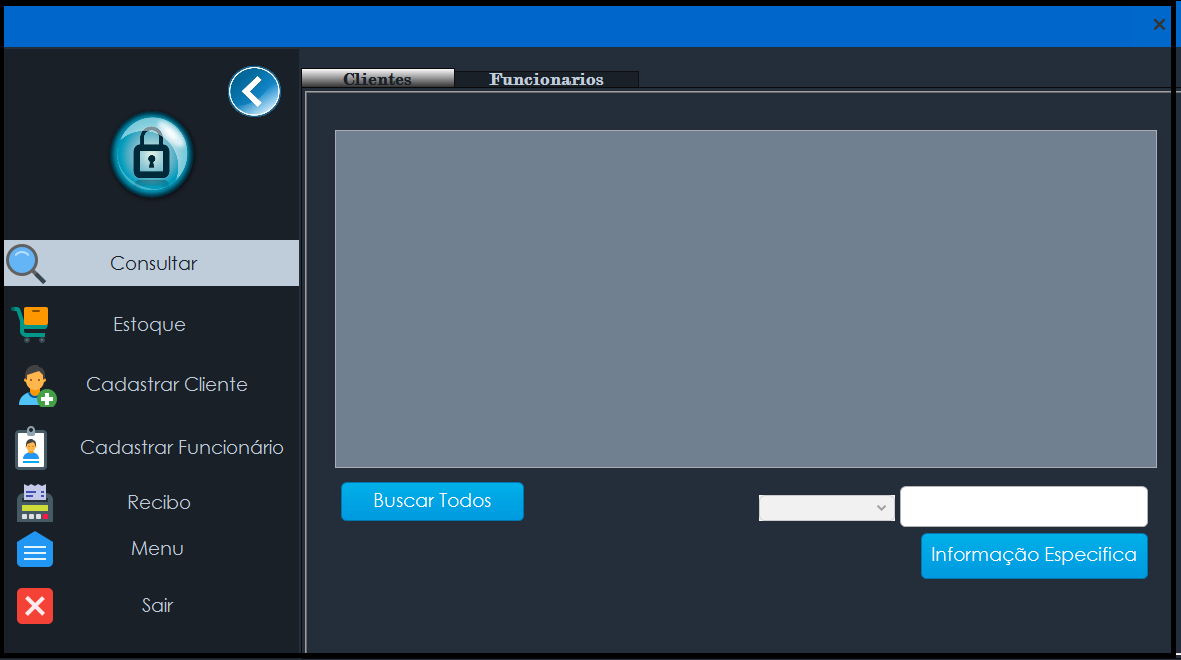 Clientes
Funcionarios
Consultar
Estoque
Cadastrar Cliente
Cadastrar Funcionário
Recibo
Menu
Sair
Buscar Todos
Informação Especifica